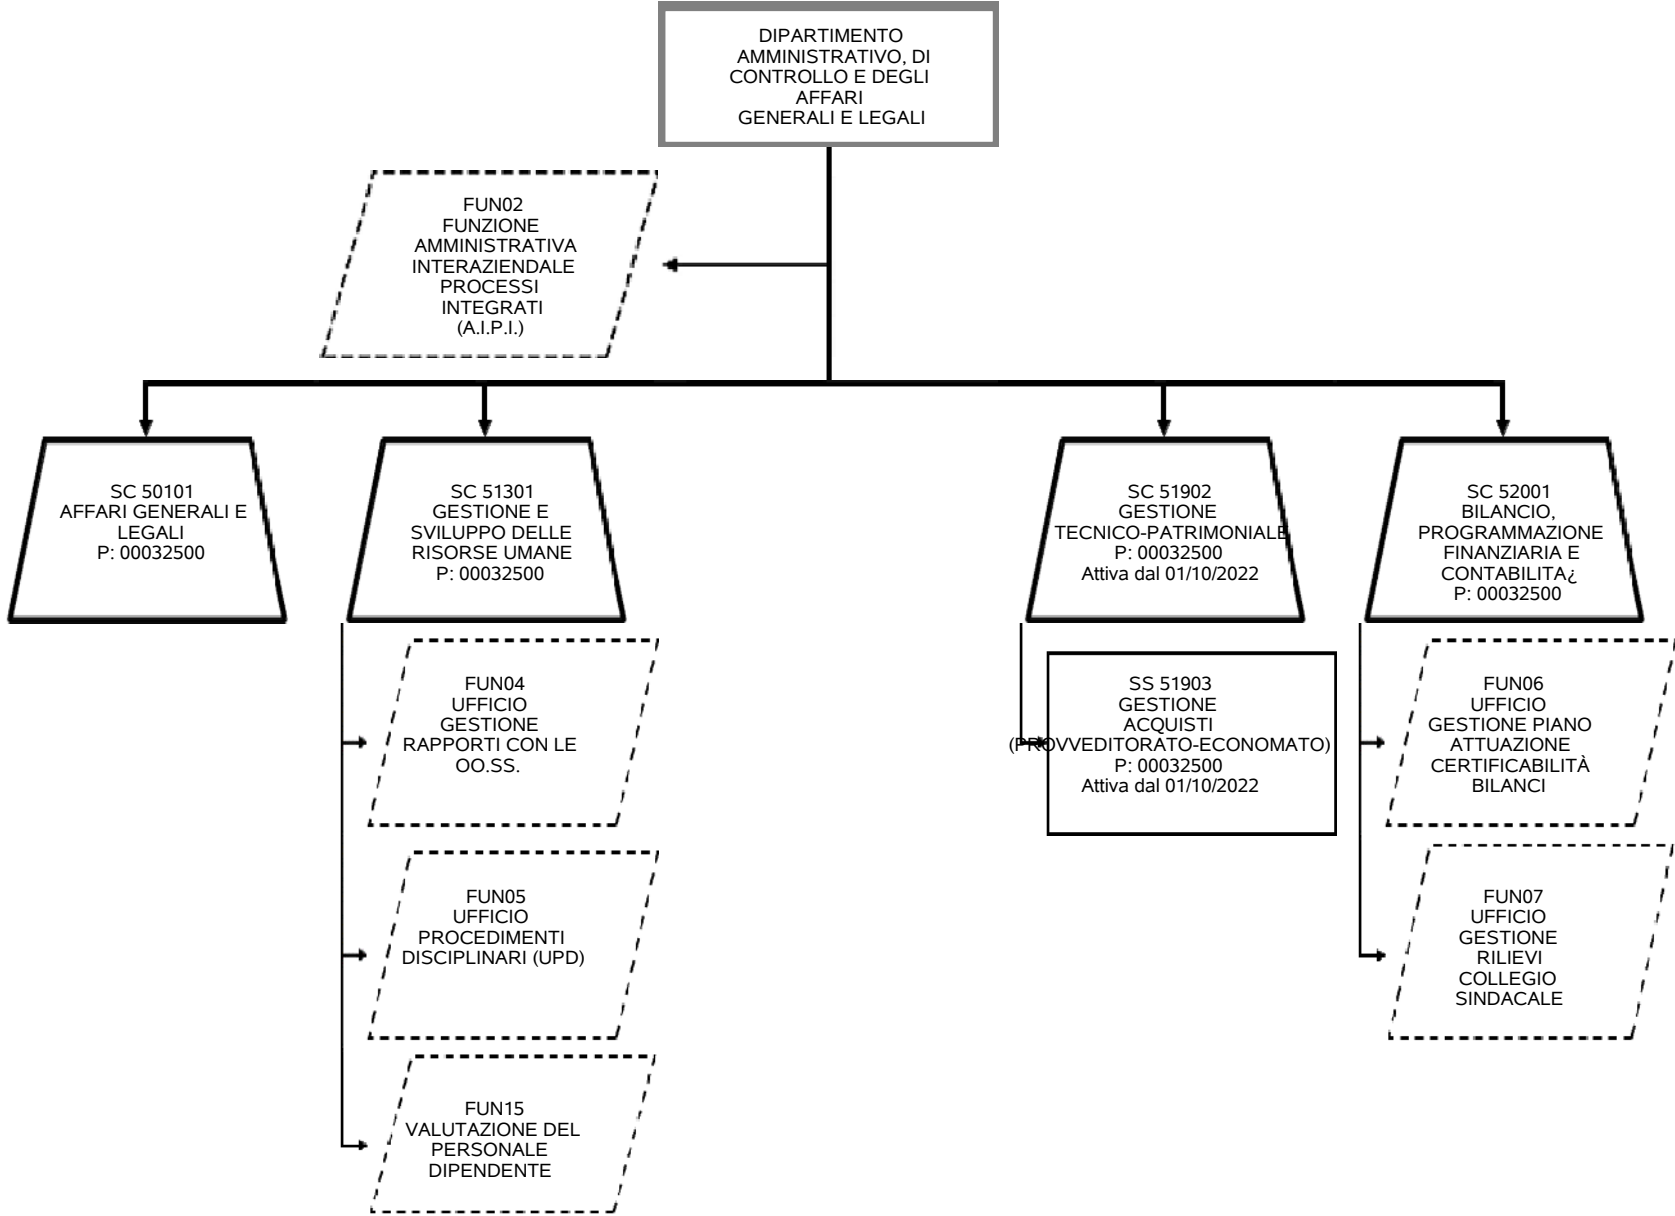 DIPARTIMENTO
AMMINISTRATIVO, DI
CONTROLLO E DEGLI
AFFARI
GENERALI E LEGALI
FUN02
FUNZIONE
AMMINISTRATIVA
INTERAZIENDALE
PROCESSI
INTEGRATI
(A.I.P.I.)
SC 50101
AFFARI GENERALI E
LEGALI
P: 00032500
SC 51301
GESTIONE E
SVILUPPO DELLE
RISORSE UMANE
P: 00032500
SC 51902
GESTIONE
TECNICO-PATRIMONIALE
P: 00032500
Attiva dal 01/10/2022
SC 52001
BILANCIO,
PROGRAMMAZIONE
FINANZIARIA E
CONTABILITA¿
P: 00032500
FUN04
UFFICIO
GESTIONE
RAPPORTI CON LE
OO.SS.
SS 51903
GESTIONE
ACQUISTI
(PROVVEDITORATO-ECONOMATO)
P: 00032500
Attiva dal 01/10/2022
FUN06
UFFICIO
GESTIONE PIANO
ATTUAZIONE
CERTIFICABILITÀ
BILANCI
FUN05
UFFICIO
PROCEDIMENTI
DISCIPLINARI (UPD)
FUN07
UFFICIO
GESTIONE
RILIEVI
COLLEGIO
SINDACALE
FUN15
VALUTAZIONE DEL
PERSONALE
DIPENDENTE